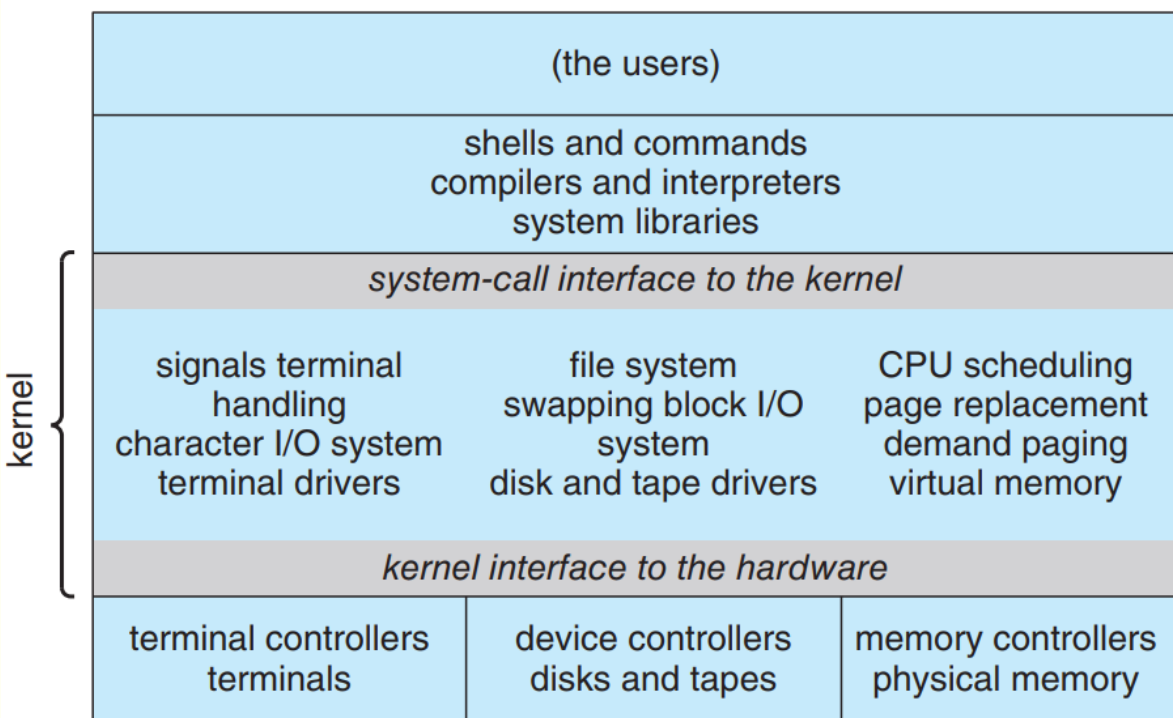 (the users)
shells and commands
compilers and interpreters
system libraries
kernel
system-call interface to the kernel
signals terminal
handling
character I/O system
terminal drivers
file system
swapping block I/O
system
disk and tape drivers
CPU scheduling
page replacement
demand paging
virtual memory
kernel interface to the hardware
terminal controllers
terminals
device controllers
disks and tapes
memory controllers
physical memory